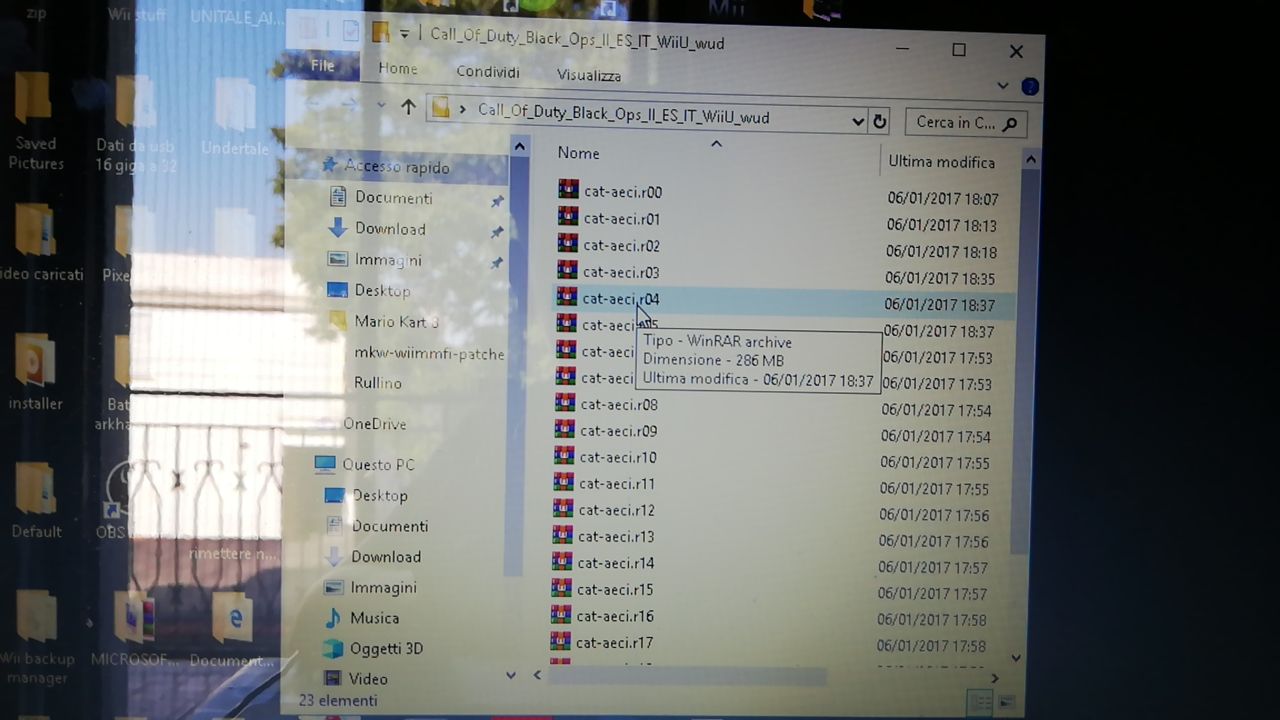 zip
Wii stuff
UNITALE_AI...
Mii
Call_Of_Duty_Black_Ops_II_ES_IT_WiiU_wud
File
Home
Condividi
Visualizza
Call_Of_Duty_Black_Ops_II_ES_IT_WiiU_wud
Cerca in C...
Saved
Pictures
Dati da usb
16 giga a 32
Undertale
ideo caricati
Pixe
installer
Bat
arkha
Default
OBS
rimettere n...
Wii backup
manager
MICROSOF...
Document...
Accesso rapido
Documenti
Download
Immagini
Desktop
Mario Kart 3
mkw-wiimmfi-patche
Rullino
OneDrive
Questo PC
Desktop
Documenti
Download
Immagini
Musica
Oggetti 3D
Video
23 elementi
Nome
Ultima modifica
cat-aeci.r00 06/01/2017 18:07
cat-aeci.r01 06/01/2017 18:13
cat-aeci.r02 06/01/2017 18:18
cat-aeci.r03 06/01/2017 18:35
cat-aeci.r04 06/01/2017 18:37
cat-aeci 06/01/2017 18:37
cat-aeci 06/01/2017 17:53
cat-aeci 06/01/2017 17:53
cat-aeci.r08 06/01/2017 17:54
cat-aeci.r09 06/01/2017 17:54
cat-aeci.r10 06/01/2017 17:55
cat-aeci.r11 06/01/2017 17:55
cat-aeci.r12 06/01/2017 17:56
cat-aeci.r13 06/01/2017 17:56
cat-aeci.r14 06/01/2017 17:57
cat-aeci.r15 06/01/2017 17:57
cat-aeci.r16 06/01/2017 17:58
cat-aeci.r17 06/01/2017 17:58
Tipo - WinRAR archive
Dimensione - 286 MB
Ultima modifica - 06/01/2017 18:37